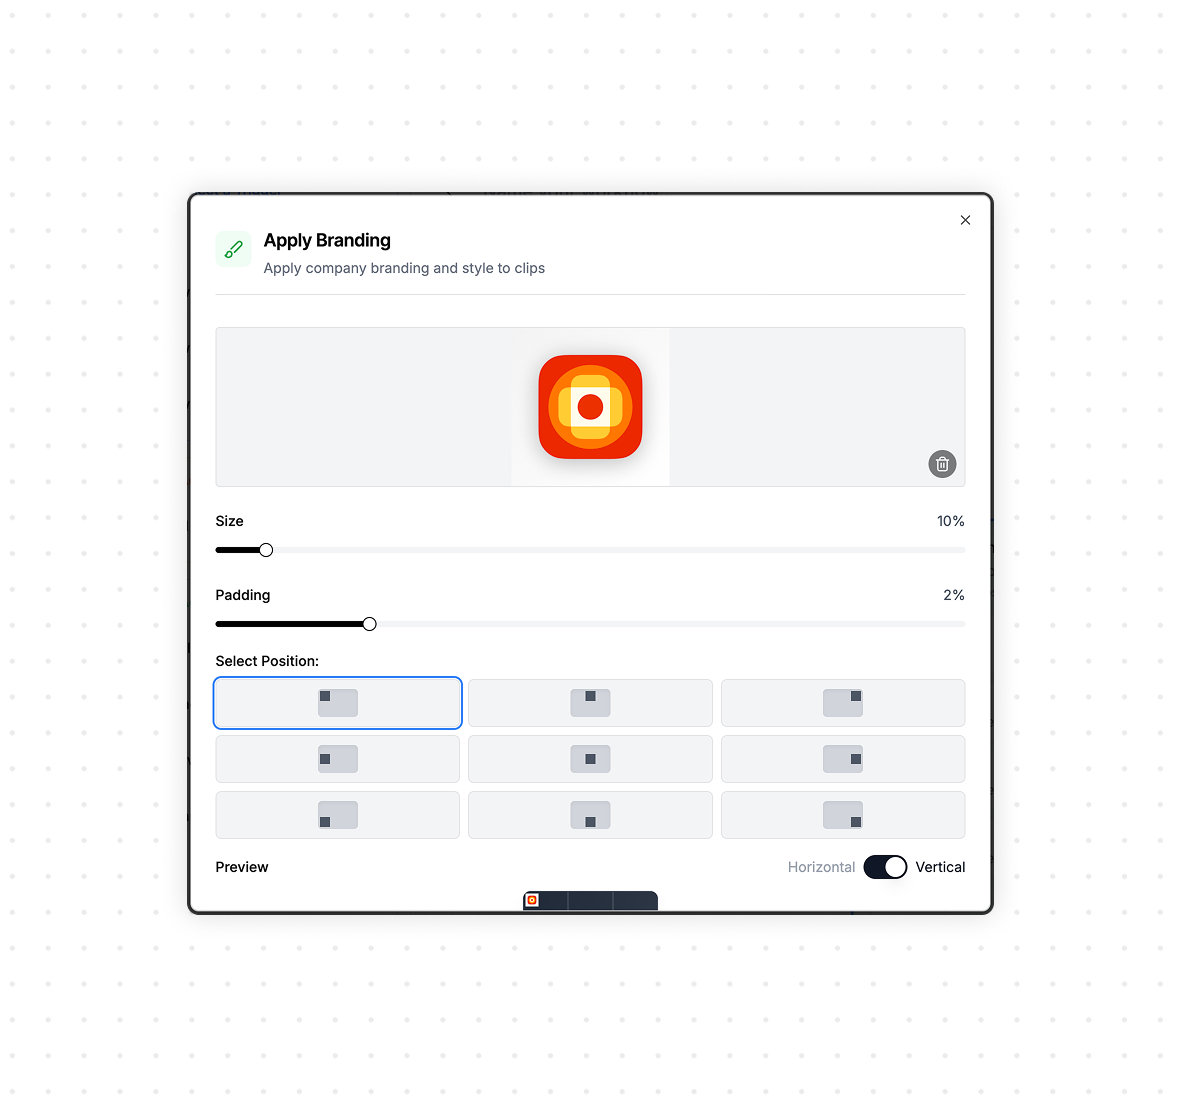 Apply Branding
Apply company branding and style to clips
Size 10%
Padding 2%
Select Position:
Preview Horizontal Vertical